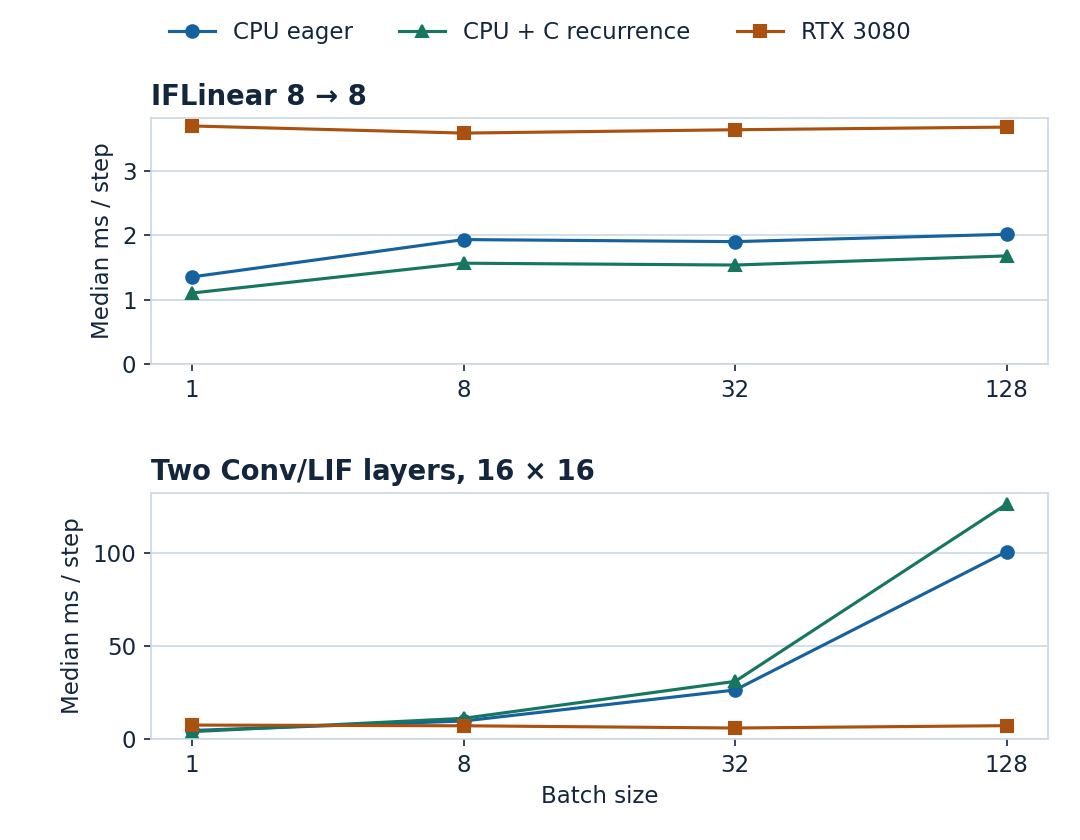 CPU eager CPU + C recurrence RTX 3080
IFLinear 8 → 8
Median ms / step
3
2
1
0
1 8 32 128
Two Conv/LIF layers, 16 × 16
Median ms / step
100
50
0
1 8 32 128
Batch size